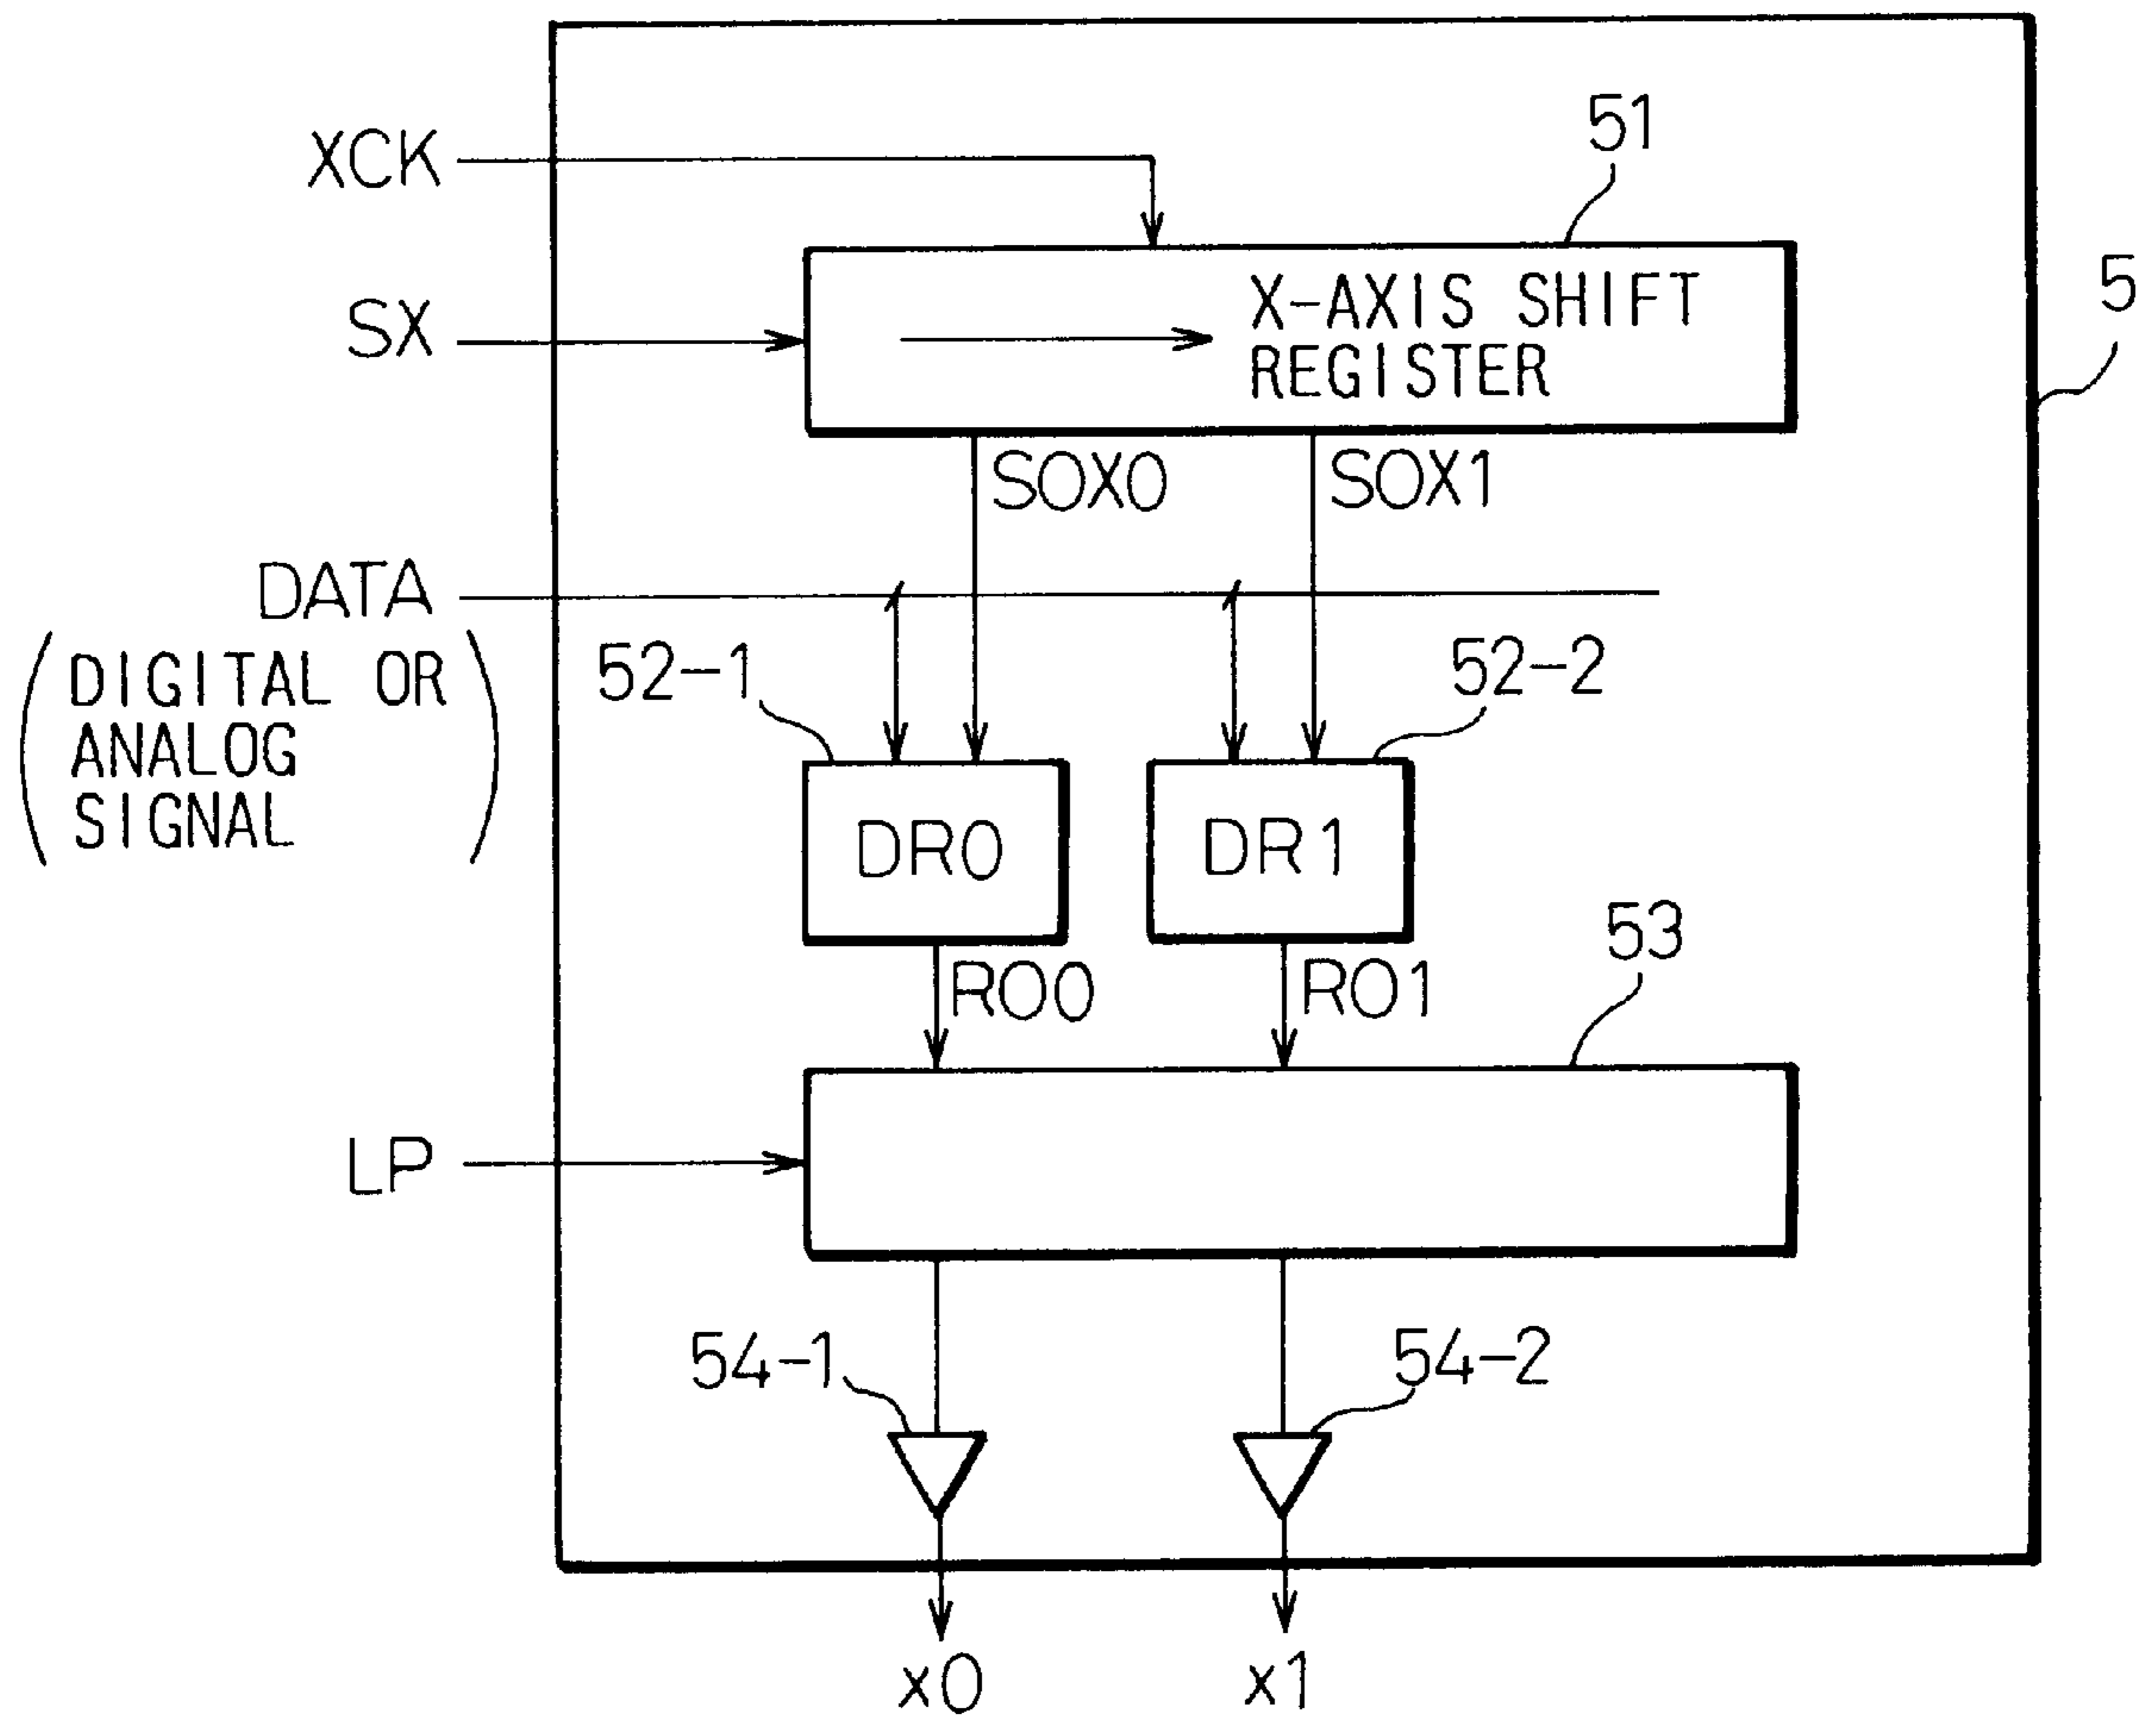 51
XCK
5
X-AXIS SHIFT
REGISTER
SX
SOX0
SOX1
DATA
DIGITAL OR
ANALOG
SIGNAL
52-1
52-2
DR0
DR1
53
RO0
RO1
LP
54-1
54-2
x0
x1